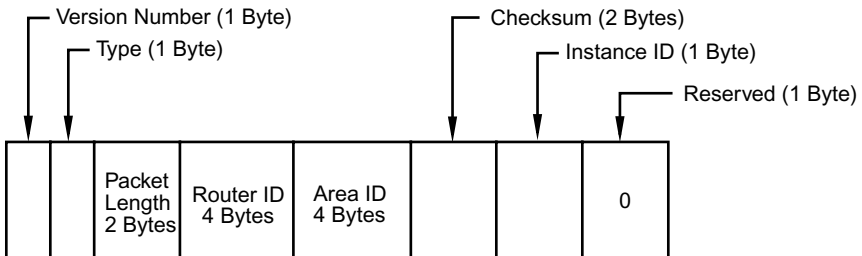 Version Number (1 Byte)
Checksum (2 Bytes)
Type (1 Byte)
Instance ID (1 Byte)
Reserved (1 Byte)
Packet
Length
2 Bytes
Router ID
4 Bytes
Area ID
4 Bytes
0